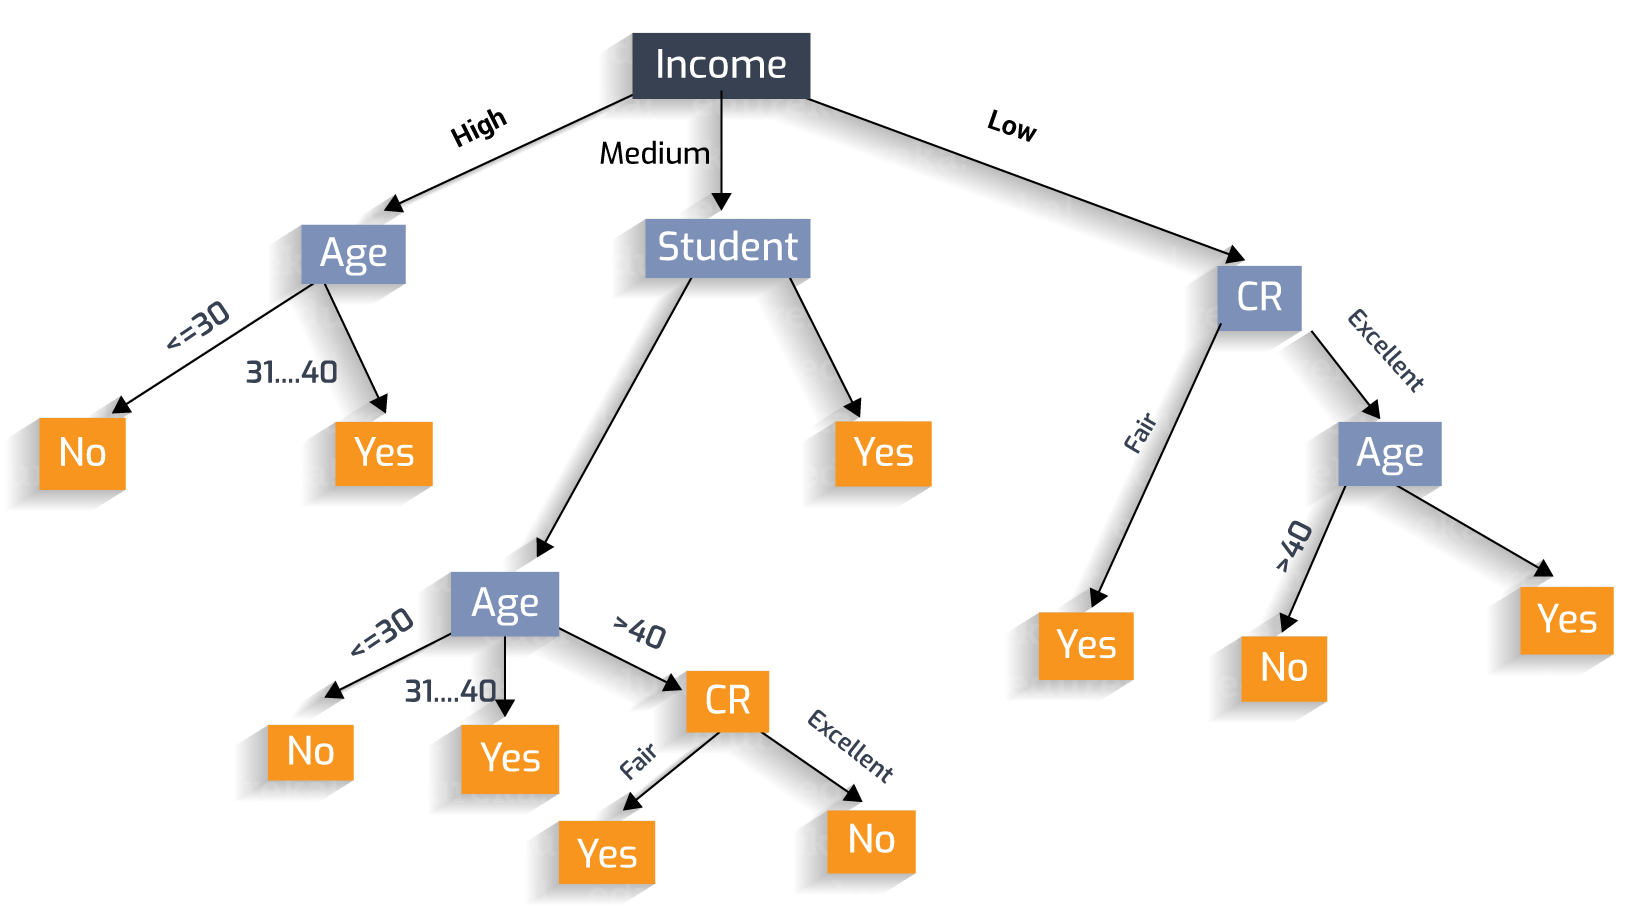 Income
High
Medium
Low
Age
Student
CR
<=30
31....40
Excellent
Fair
No
Yes
Yes
Age
>40
Age
Yes
No
Yes
<=30
31....40
>40
CR
No
Yes
Fair
Excellent
Yes
No